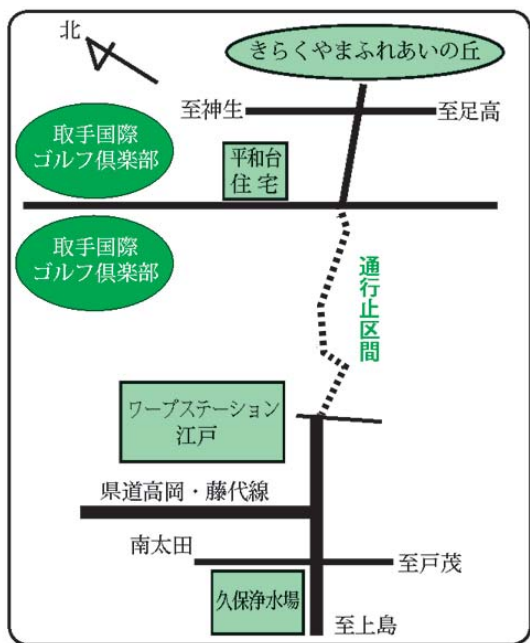 北
きらくやまふれあいの丘
至神生
至足高
取手国際
ゴルフ倶楽部
平和台
住宅
取手国際
ゴルフ倶楽部
通行止区間
ワープステーション
江戸
県道高岡・藤代線
南太田
至戸茂
久保浄水場
至上島